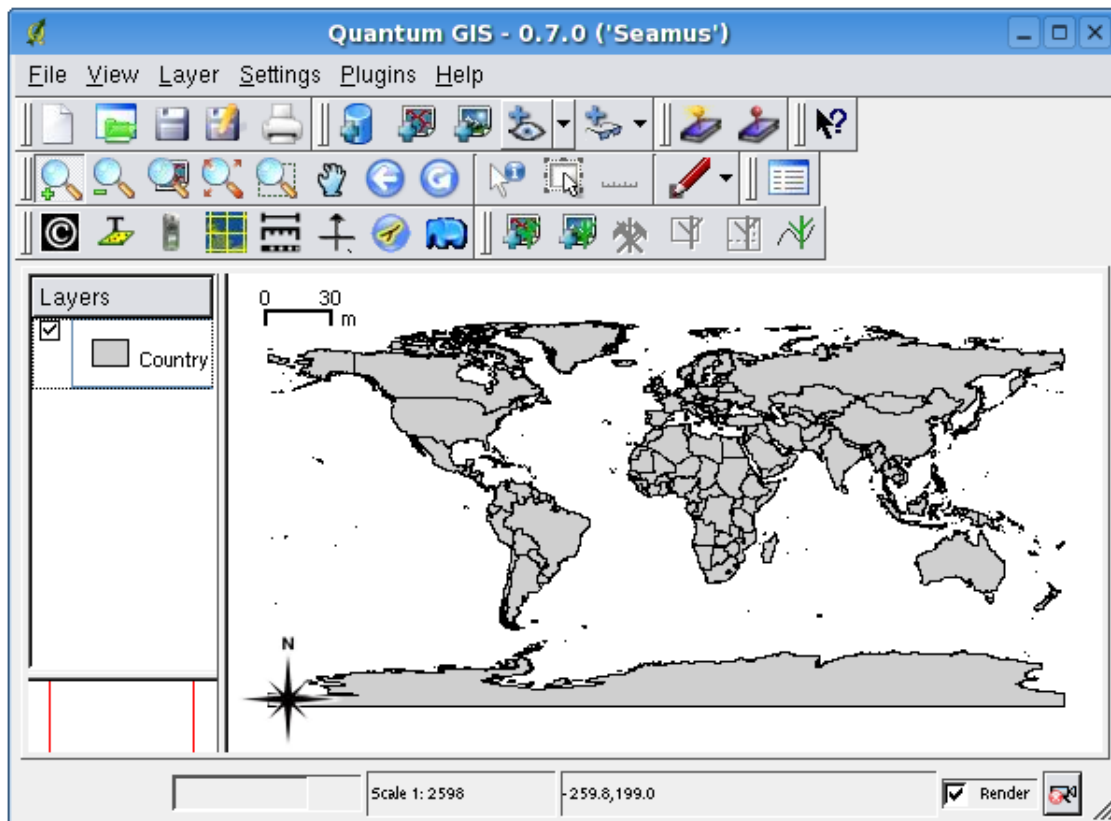 Quantum GIS - 0.7.0 ('Seamus')
File View Layer Settings Plugins Help
Layers
Country
0 30
m
N
Scale 1: 2598
-259.8,199.0
Render